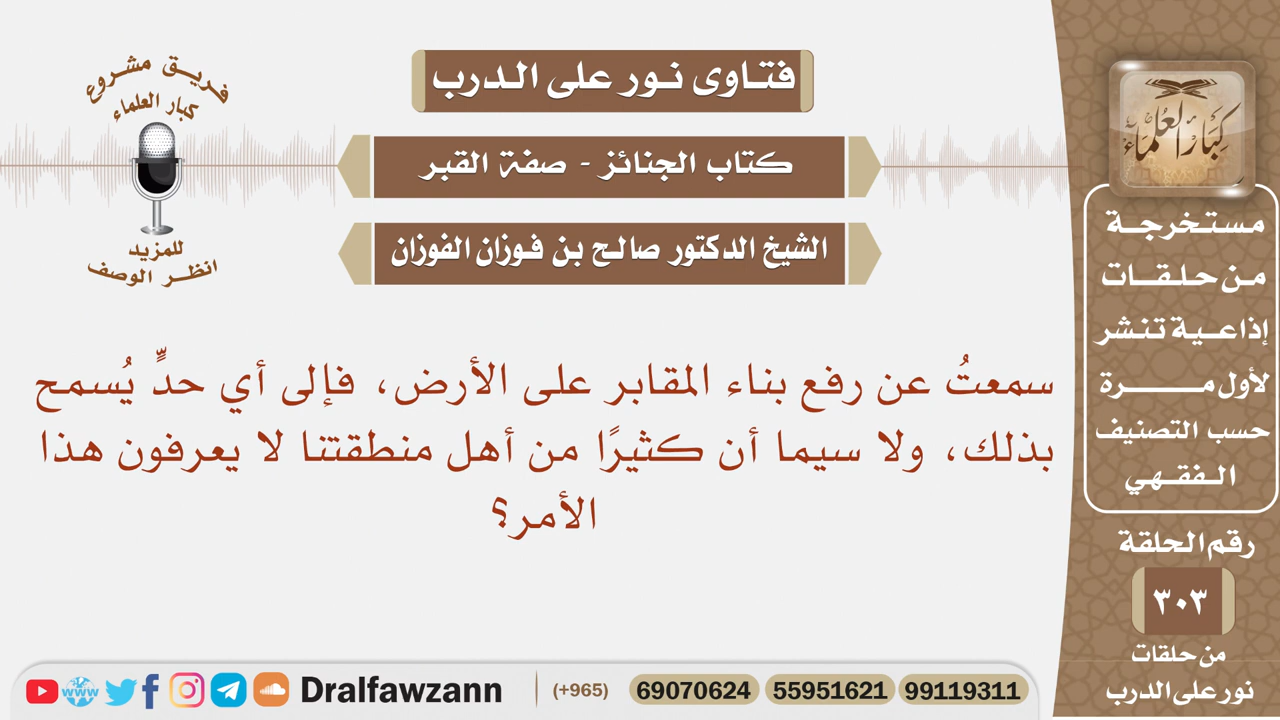 فتاوى نور على الدرب
كتاب الجنائز - صفة القبر
الشيخ الدكتور صالح بن فوزان الفوزان
فريق مشروع
كبار العلماء
للمزيد
انظر الوصف
سمعتُ عن رفع بناء المقابر على الأرض، فإلى أي حدٍّ يُسمح
بذلك، ولا سيما أن كثيرًا من أهل منطقتنا لا يعرفون هذا
الأمر؟
كبار العلماء
مستخرجة
من حلقات
إذاعية تنشر
لأول مرة
حسب التصنيف
الفقهي
رقم الحلقة
٣٠٣
من حلقات
نور على الدرب
www Dralfawzann (+965) 69070624 55951621 99119311